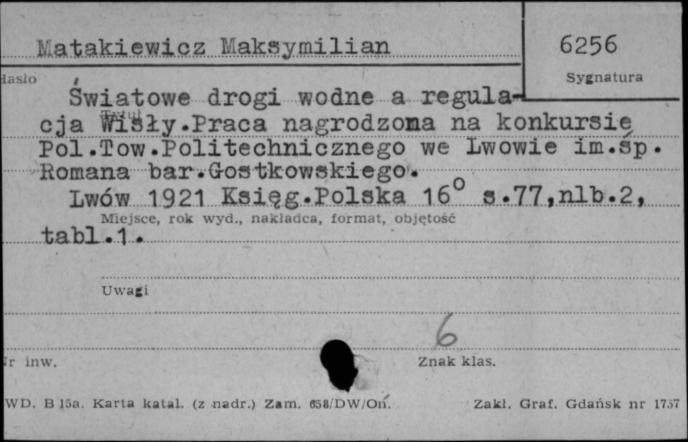 Matakiewicz Maksymilian
6256
Hasło
Sygnatura
Światowe drogi wodne a regula-
cja Wisły.Praca nagrodzona na konkursie
Pol.Tow.Politechnicznego we Lwowie im.śp.
Romana bar.Gostkowskiego.
Lwów 1921 Księg.Polska 16° s.77,nlb.2,
Miejsce, rok wyd., nakładca, format, objętość
tabl.1.
Uwagi
6
Nr inw.
Znak klas.
WD. B 15a. Karta katal. (z nadr.) Zam. 658/DW/On.
Zakł. Graf. Gdańsk nr 1757